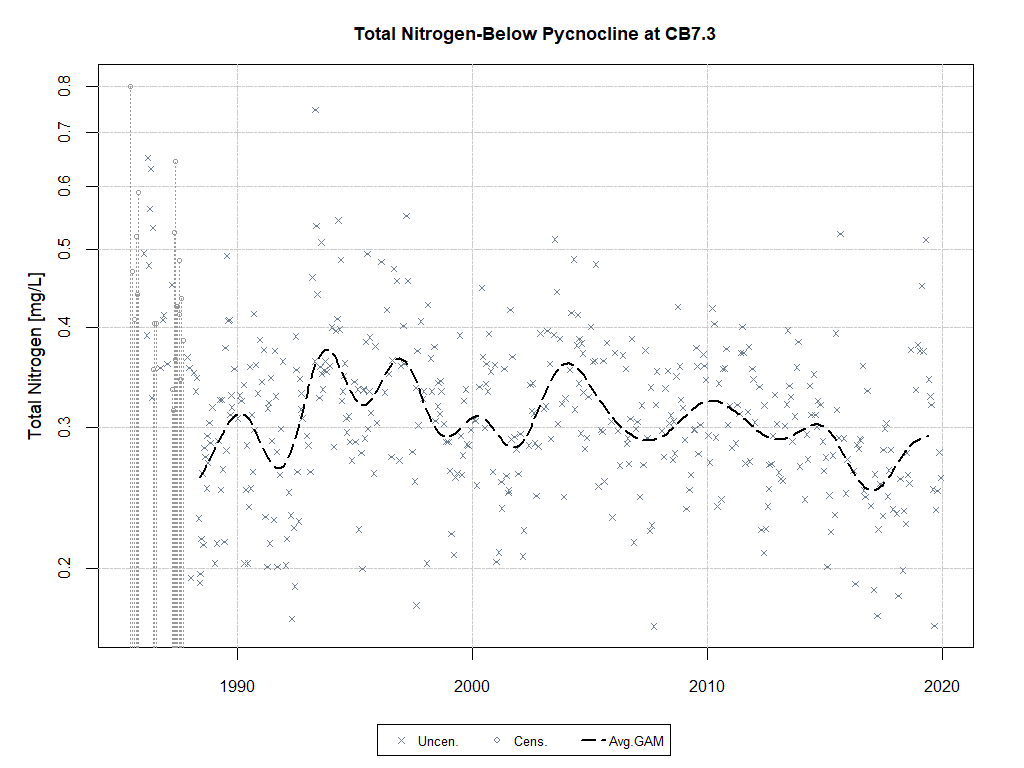 Total Nitrogen-Below Pycnocline at CB7.3
Total Nitrogen [mg/L]
0.8
0.7
0.6
0.5
0.4
0.3
0.2
1990 2000 2010 2020
Uncen. Cens. Avg.GAM